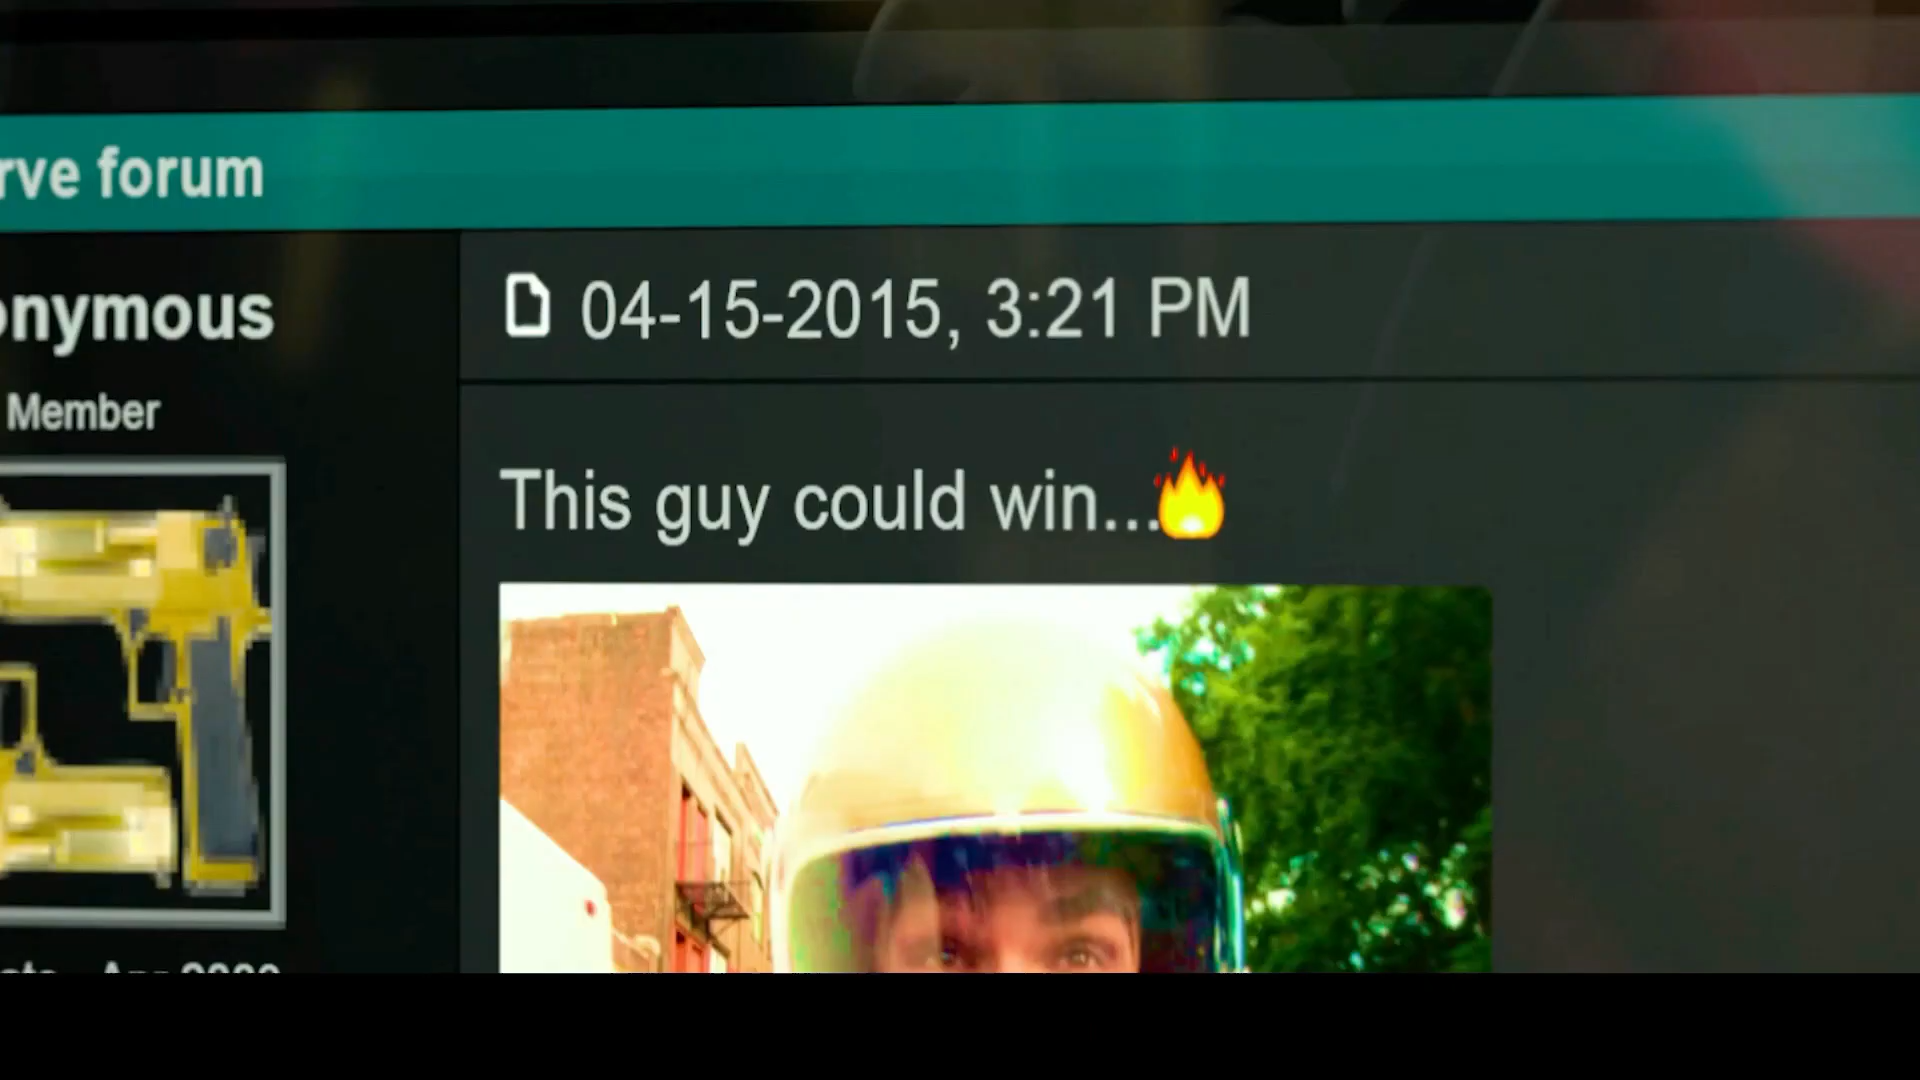 rve forum
onymous
Member
04-15-2015, 3:21 PM
This guy could win...🔥